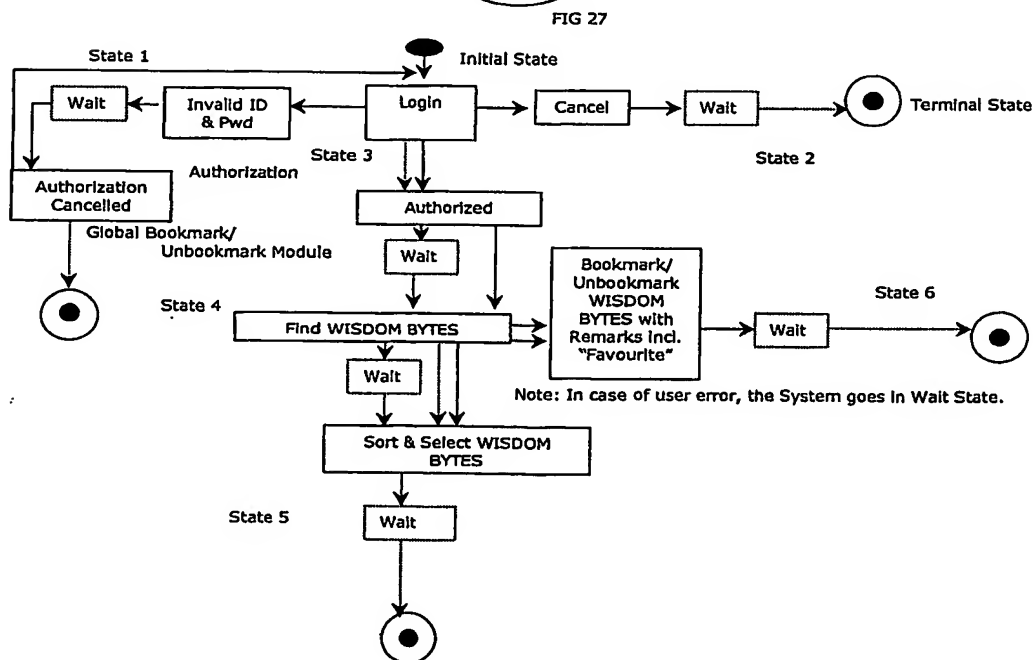 FIG 27
State 1
Initial State
Wait
Invalid ID
& Pwd
Login
Cancel
Wait
Terminal State
State 3
State 2
Authorization
Authorization
Cancelled
Authorized
Global Bookmark/
Unbookmark Module
Wait
Bookmark/
Unbookmark
WISDOM
BYTES with
Remarks incl.
"Favourite"
State 6
State 4
Find WISDOM BYTES
Wait
Wait
Note: In case of user error, the System goes in Wait State.
Sort & Select WISDOM
BYTES
State 5
Wait